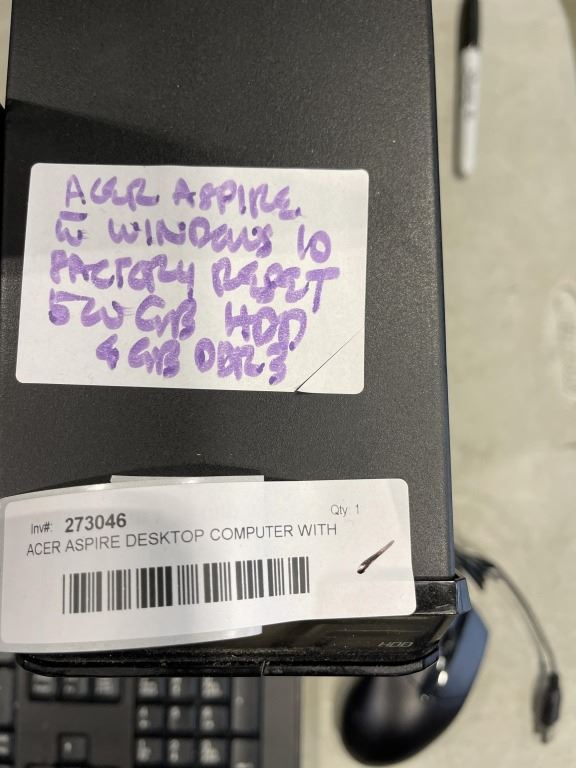 ACER ASPIRE
w̅ WINDOWS 10
FACTORY RESET
520 GB HDD
4 GB DDR3
Inv#: 273046
Qty: 1
ACER ASPIRE DESKTOP COMPUTER WITH
HDD